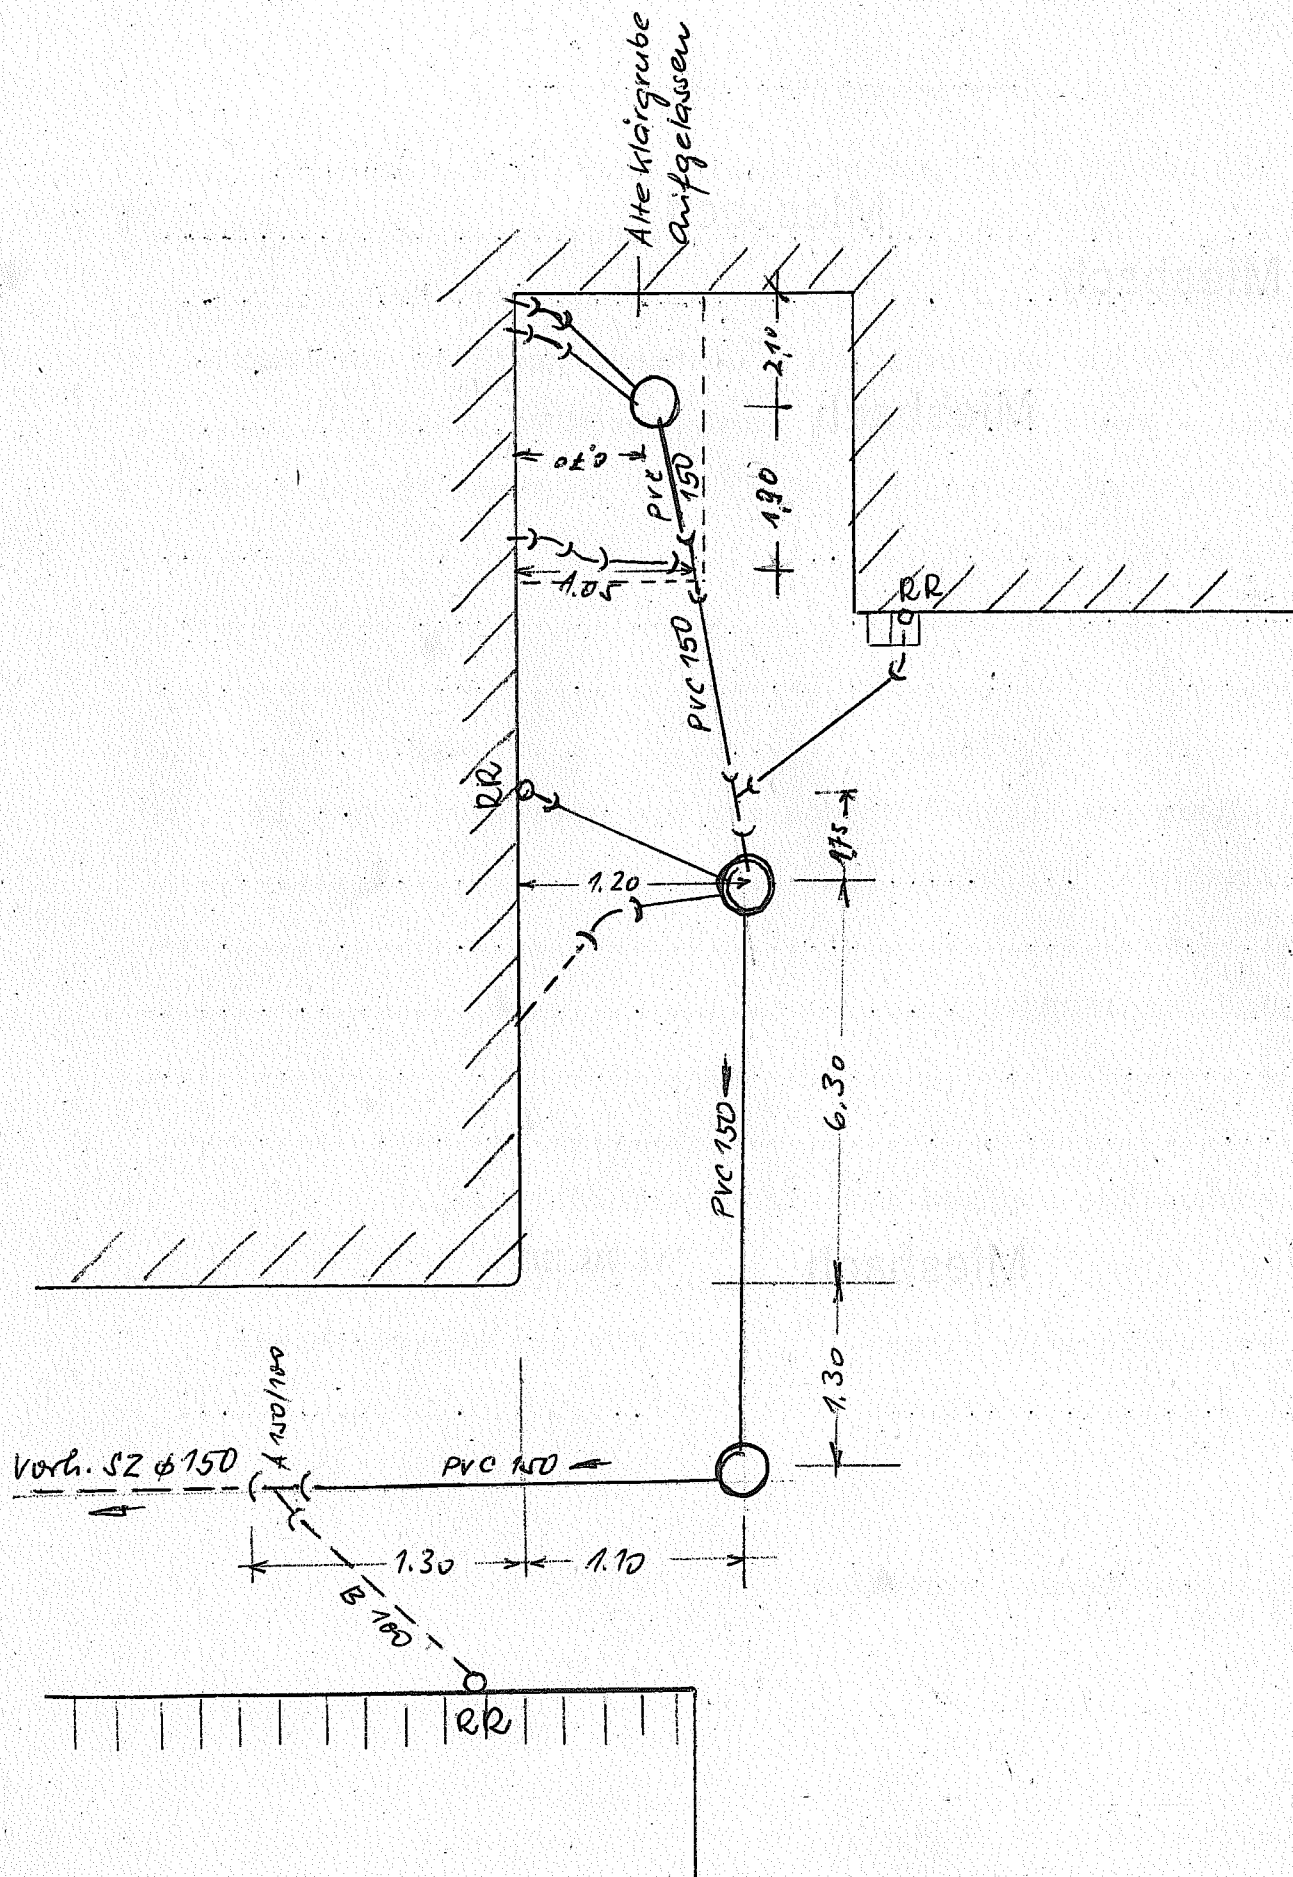 Alte Klärgrube
aufgelassen
2,10
0.70
PVC
150
1,90
1.05
RR
PVC 150
RR
1,75
1.20
6.30
PVC 150
1.30
A 150/100
Vorh. SZ ϕ 150
PVC 150
1.30
1.10
B 100
RR